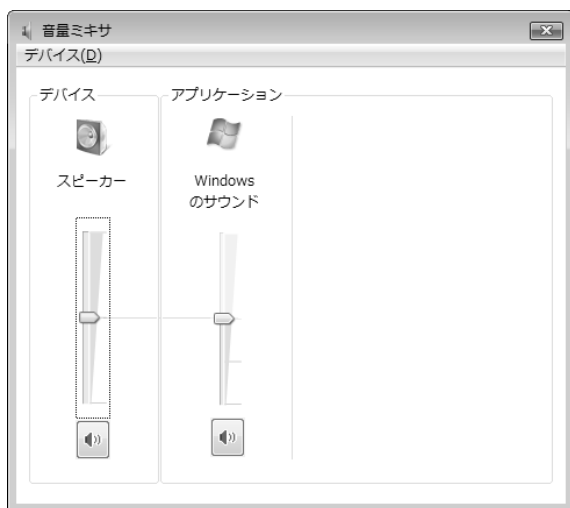 音量ミキサ
デバイス(D)
デバイス
アプリケーション
スピーカー
Windows
のサウンド